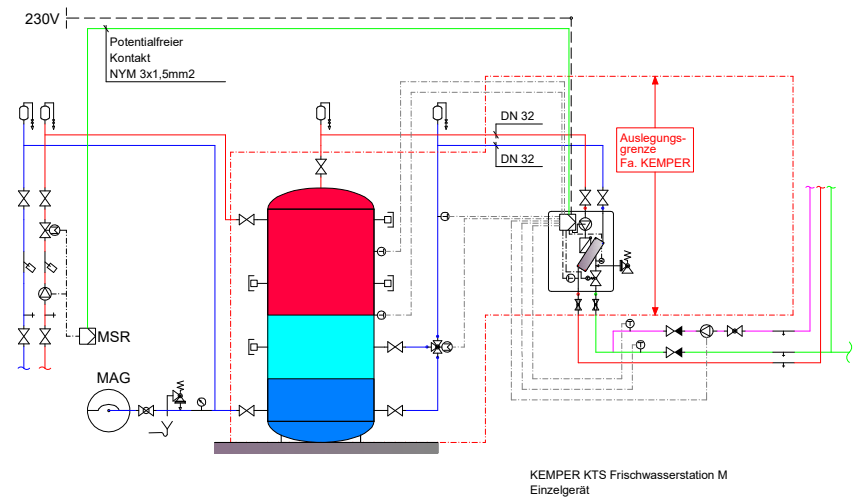 230V
Potentialfreier
Kontakt
NYM 3x1,5mm2
DN 32
DN 32
Auslegungs-
grenze
Fa. KEMPER
MSR
MAG
KEMPER KTS Frischwasserstation M
Einzelgerät